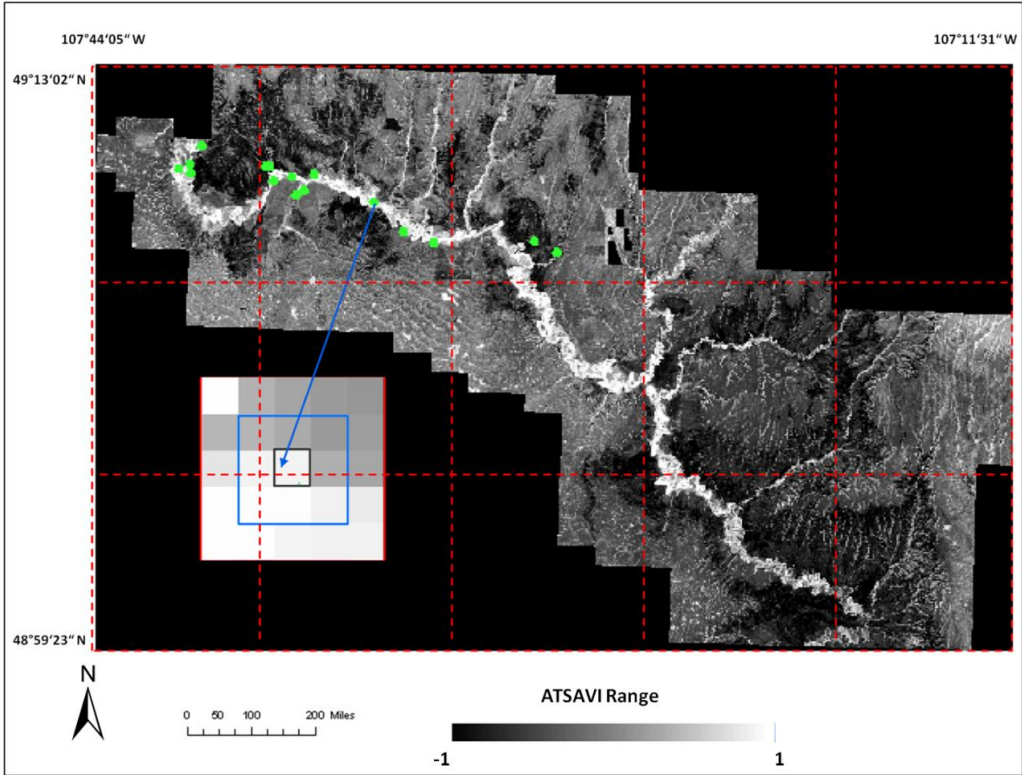 107°44‘05“ W
107°11‘31“ W
49°13‘02“ N
48°59‘23“ N
N
0 50 100 200 Miles
ATSAVI Range
-1 1